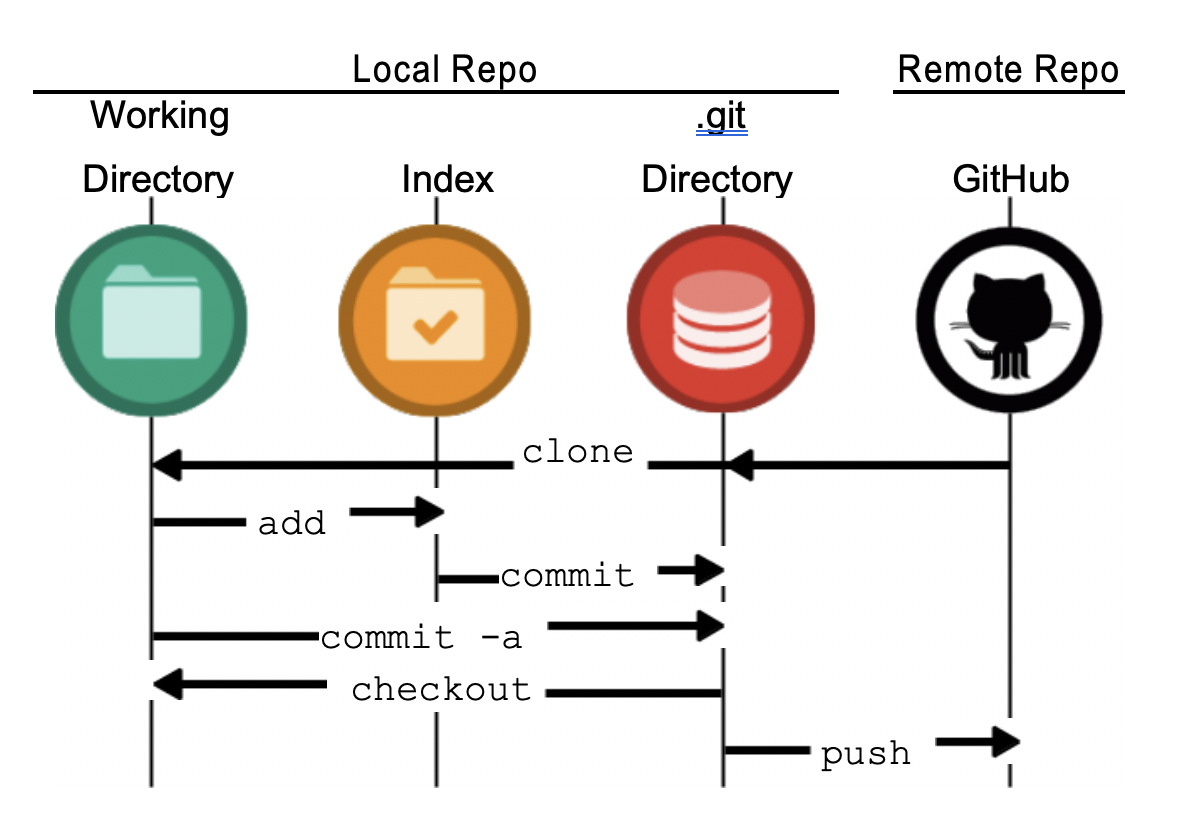 Local Repo
Remote Repo
Working
.git
Directory
Index
Directory
GitHub
clone
add
commit
commit -a
checkout
push